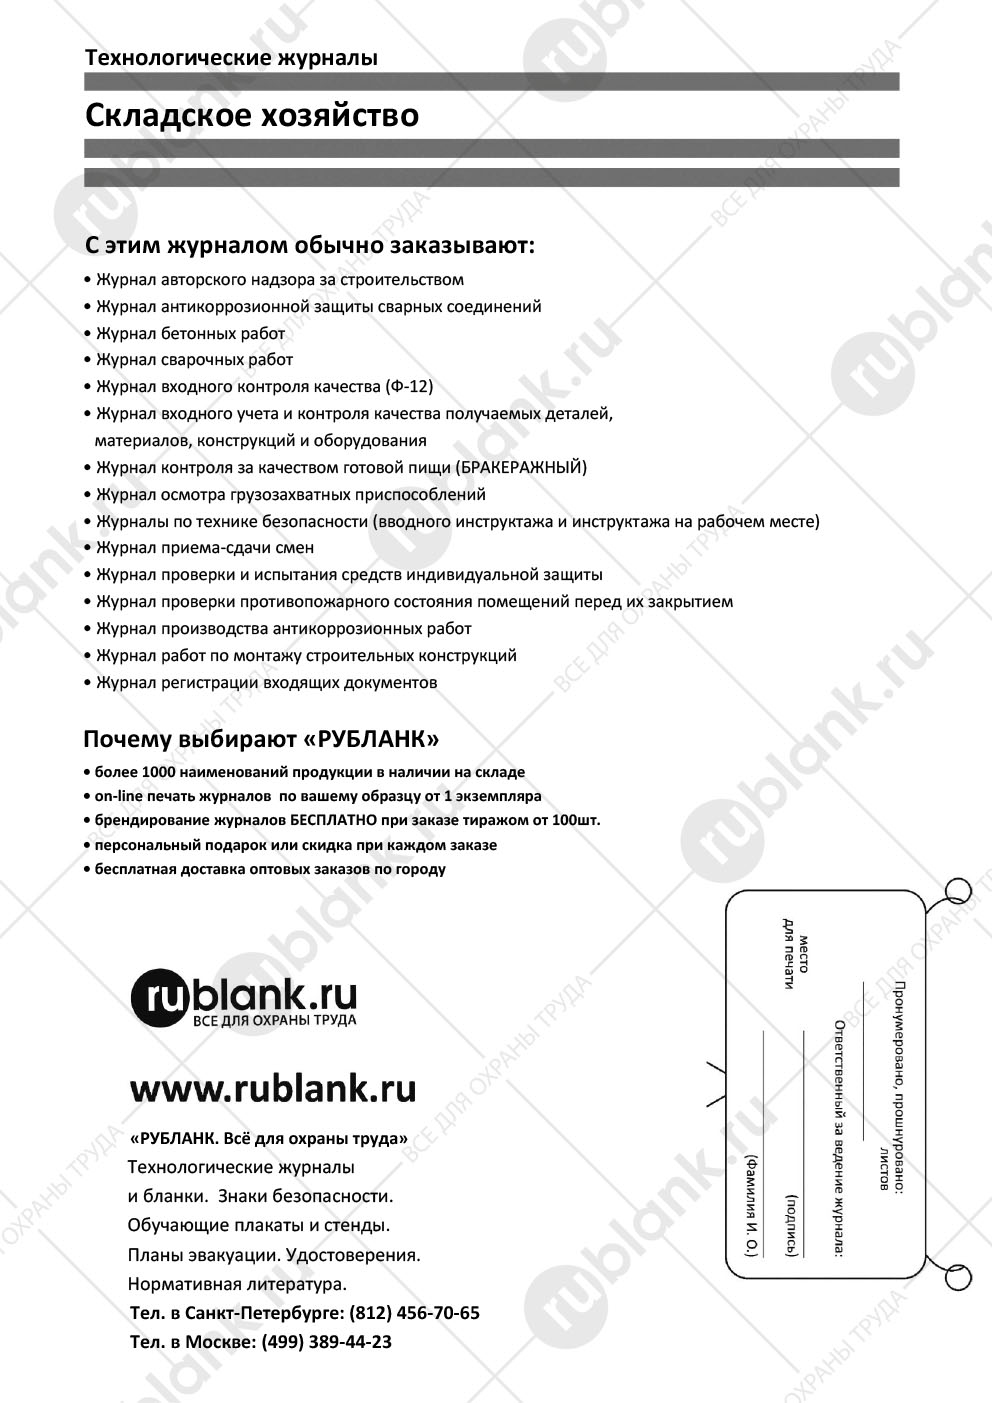 Технологические журналы
Складское хозяйство
С этим журналом обычно заказывают:
• Журнал авторского надзора за строительством
• Журнал антикоррозионной защиты сварных соединений
• Журнал бетонных работ
• Журнал сварочных работ
• Журнал входного контроля качества (Ф-12)
• Журнал входного учета и контроля качества получаемых деталей,
материалов, конструкций и оборудования
• Журнал контроля за качеством готовой пищи (БРАКЕРАЖНЫЙ)
• Журнал осмотра грузозахватных приспособлений
• Журналы по технике безопасности (вводного инструктажа и инструктажа на рабочем месте)
• Журнал приема-сдачи смен
• Журнал проверки и испытания средств индивидуальной защиты
• Журнал проверки противопожарного состояния помещений перед их закрытием
• Журнал производства антикоррозионных работ
• Журнал работ по монтажу строительных конструкций
• Журнал регистрации входящих документов
Почему выбирают «РУБЛАНК»
• более 1000 наименований продукции в наличии на складе
• on-line печать журналов по вашему образцу от 1 экземпляра
• брендирование журналов БЕСПЛАТНО при заказе тиражом от 100шт.
• персональный подарок или скидка при каждом заказе
• бесплатная доставка оптовых заказов по городу
rublank.ru
ВСЕ ДЛЯ ОХРАНЫ ТРУДА
www.rublank.ru
«РУБЛАНК. Всё для охраны труда»
Технологические журналы
и бланки. Знаки безопасности.
Обучающие плакаты и стенды.
Планы эвакуации. Удостоверения.
Нормативная литература.
Тел. в Санкт-Петербурге: (812) 456-70-65
Тел. в Москве: (499) 389-44-23
Пронумеровано, прошнуровано:
листов
Ответственный за ведение журнала:
место
для печати
(подпись)
(Фамилия И. О.)